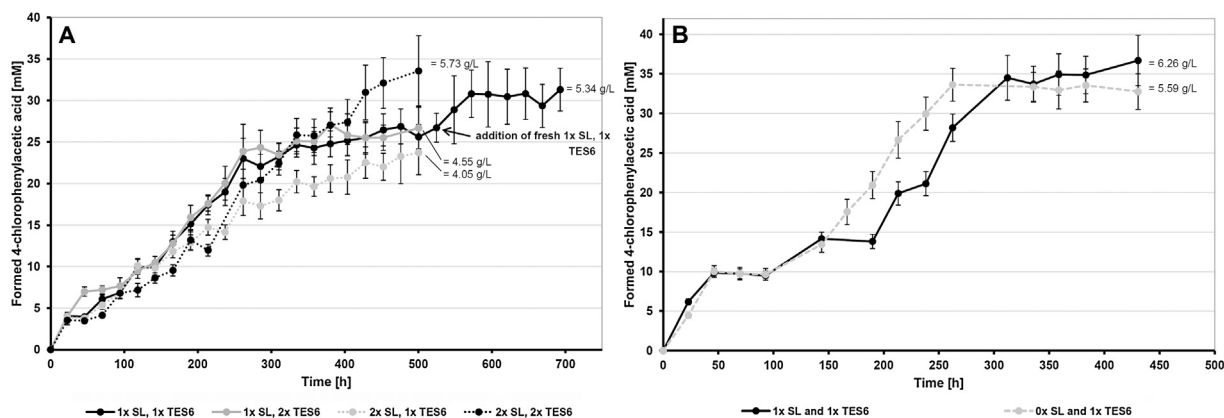 A
Formed 4-chlorophenylacetic acid [mM]
40
35
30
25
20
15
10
5
0
= 5.73 g/L
= 5.34 g/L
addition of fresh 1x SL, 1x
TES6
= 4.55 g/L
= 4.05 g/L
0 100 200 300 400 500 600 700
Time [h]
1x SL, 1x TES6 1x SL, 2x TES6 2x SL, 1x TES6 2x SL, 2x TES6
B
Formed 4-chlorophenylacetic acid [mM]
40
35
30
25
20
15
10
5
0
= 6.26 g/L
= 5.59 g/L
0 50 100 150 200 250 300 350 400 450 500
Time [h]
1x SL and 1x TES6 0x SL and 1x TES6